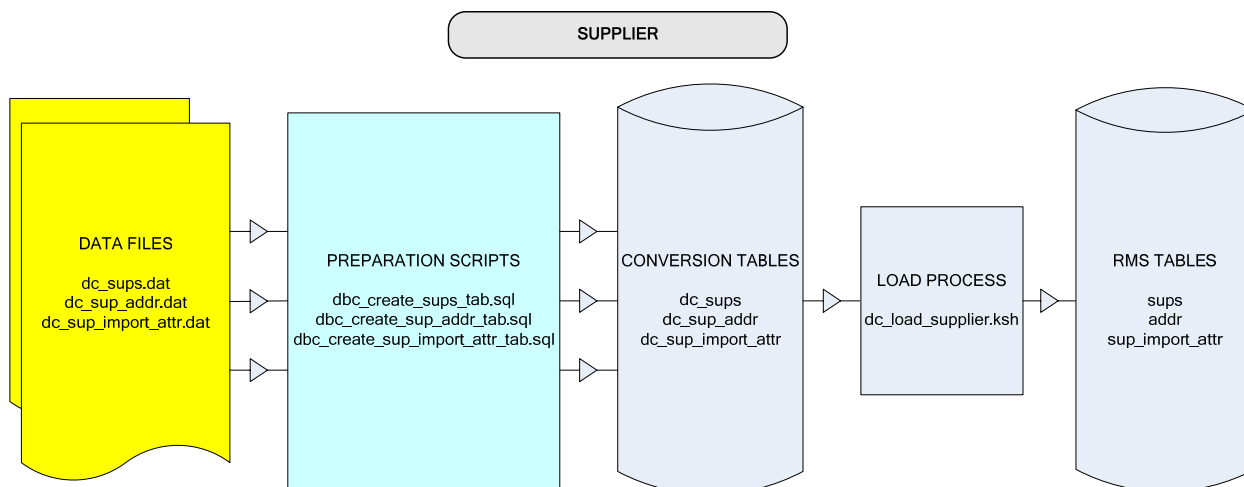 SUPPLIER
DATA FILES
dc_sups.dat
dc_sup_addr.dat
dc_sup_import_attr.dat
PREPARATION SCRIPTS
dbc_create_sups_tab.sql
dbc_create_sup_addr_tab.sql
dbc_create_sup_import_attr_tab.sql
CONVERSION TABLES
dc_sups
dc_sup_addr
dc_sup_import_attr
LOAD PROCESS
dc_load_supplier.ksh
RMS TABLES
sups
addr
sup_import_attr